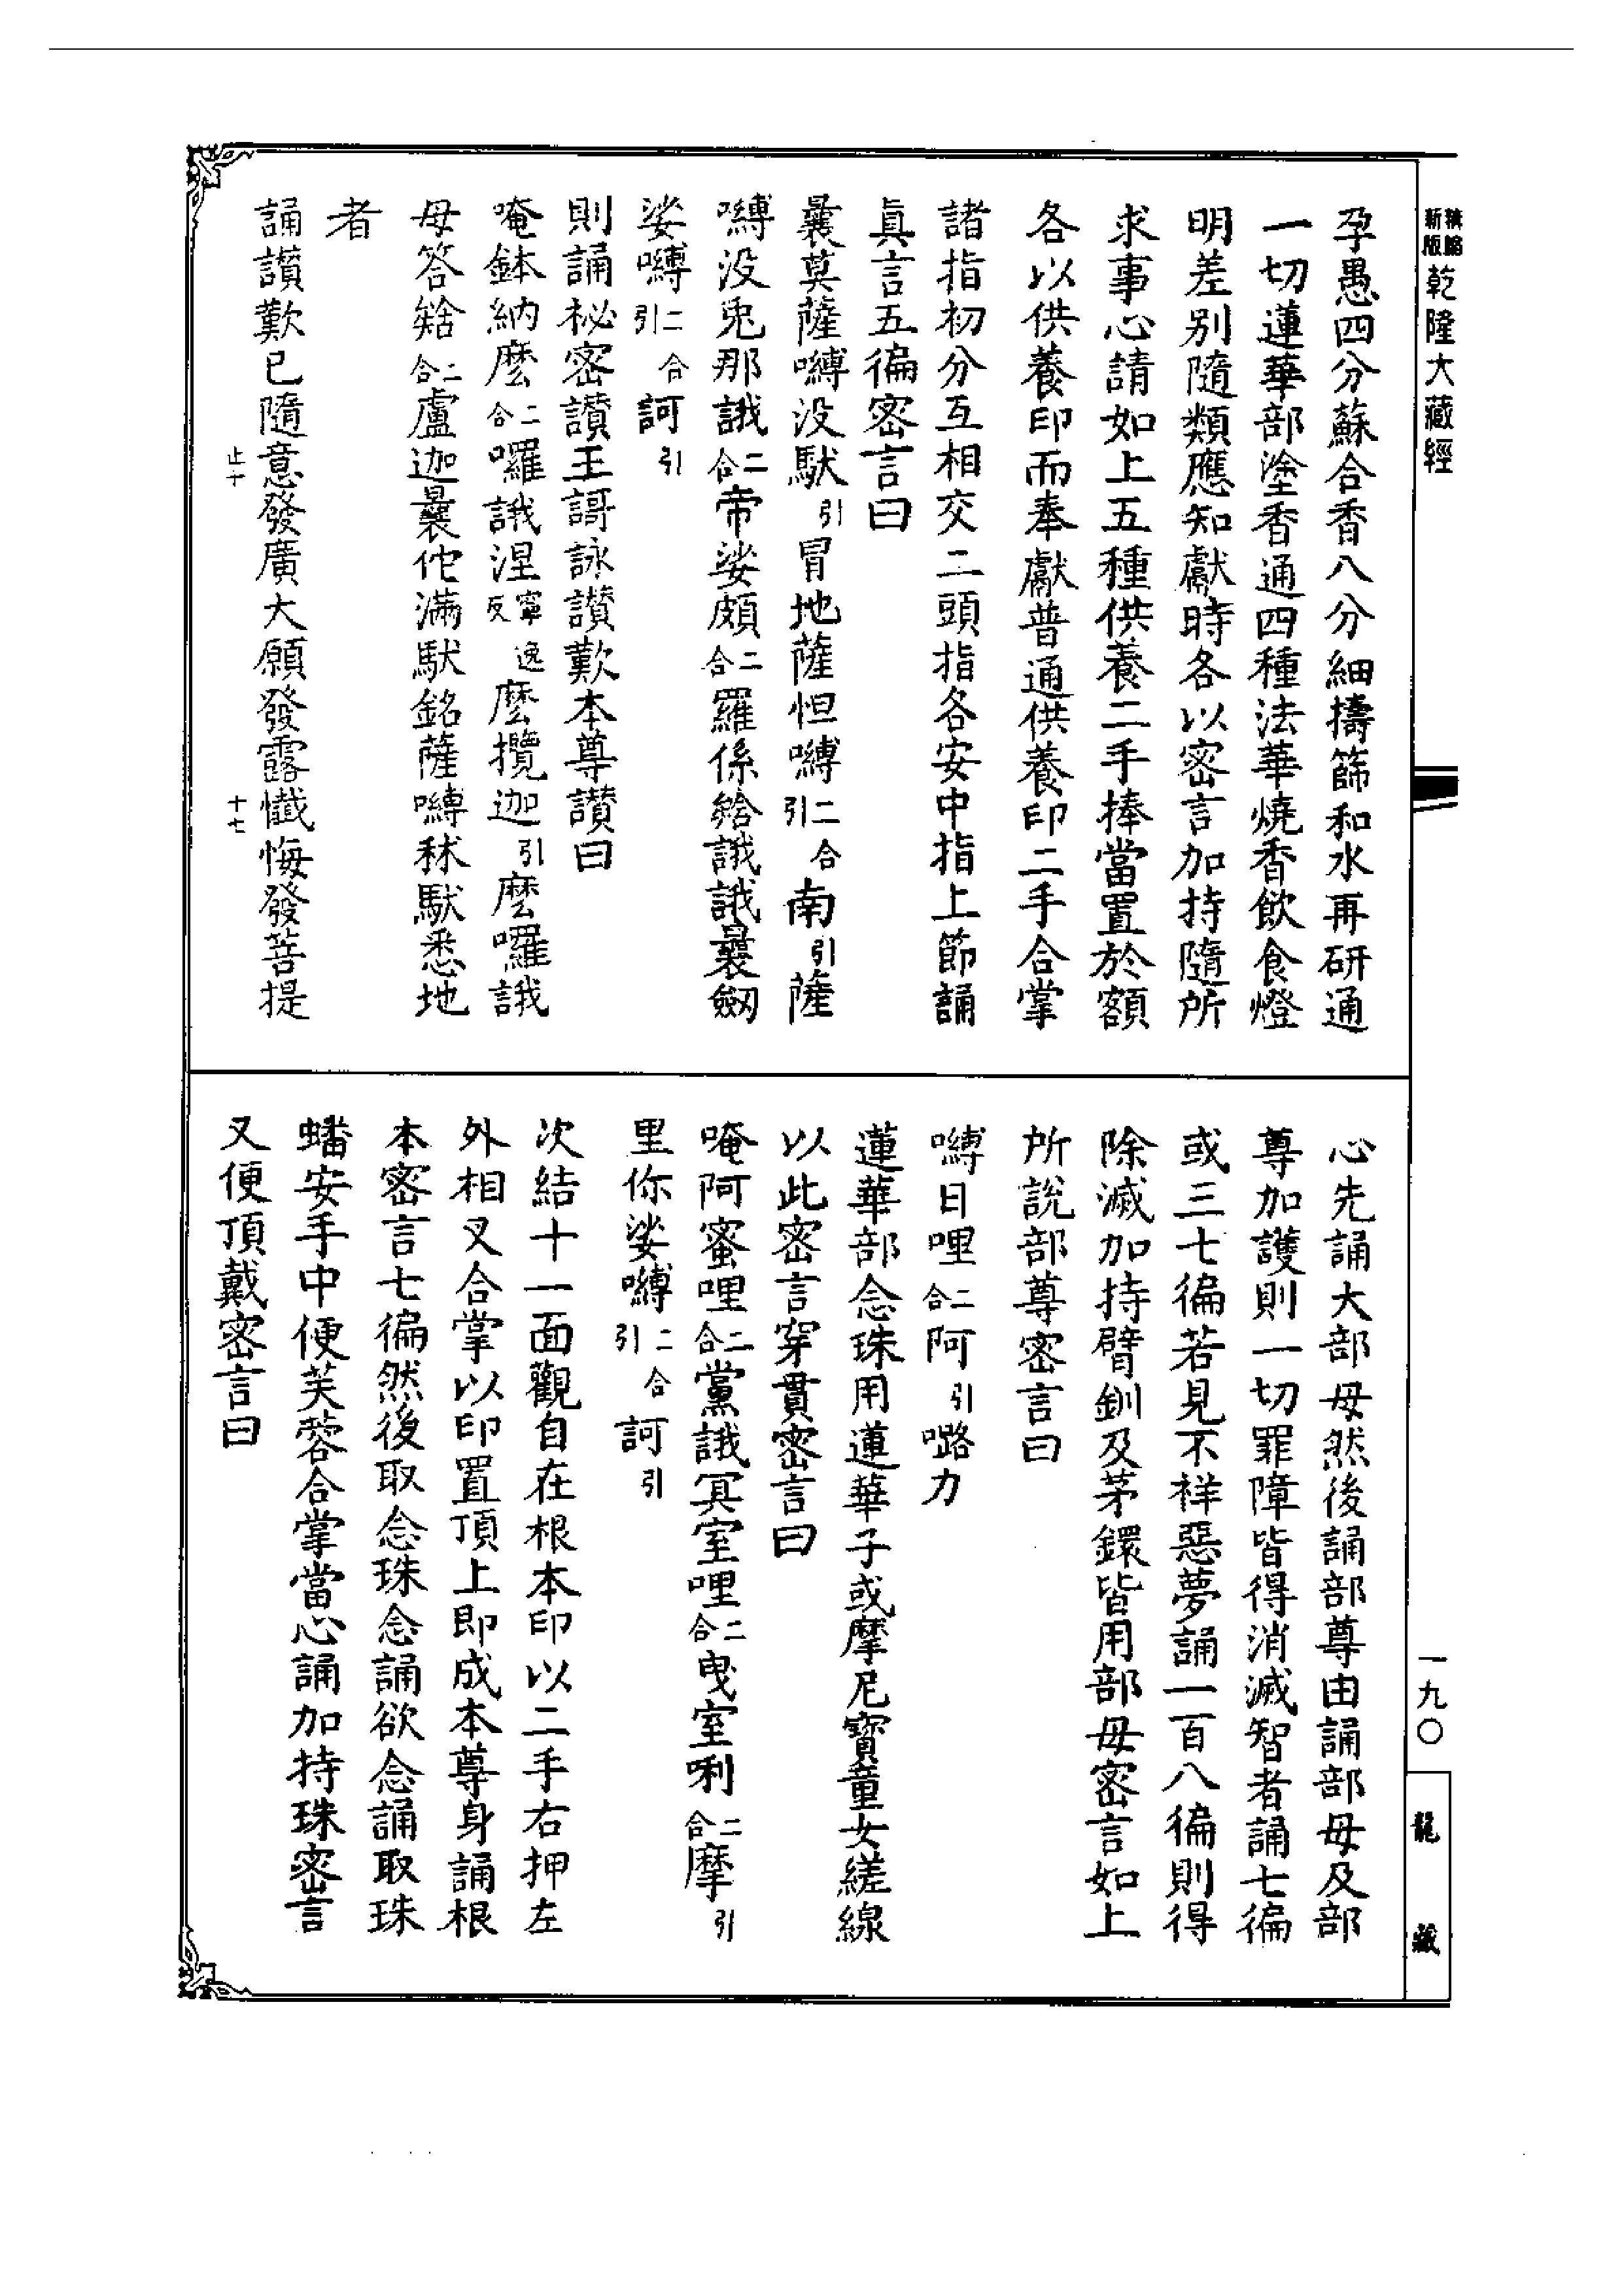 新版精編乾隆大藏經
孕愚四分蘇合香八分細擣篩和水再研通
一切蓮華部塗香通四種法華燒香飲食燈
明差別隨類應知獻時各以密言加持隨所
求事心請如上五種供養二手捧當置於額
各以供養印而奉獻普通供養印二手合掌
諸指初分互相交二頭指各安中指上節誦
真言五徧密言曰
曩莫薩嚩没馱引冒地薩怛嚩二合引南引薩
嚩没兎那誐二合帝娑頗二合羅係給誐誐曩劒
娑嚩二合引訶引
則誦秘密讃王謌詠讃歎本尊讃曰
唵鉢納麽二合囉誐涅寧逸反麽攬迦引麽囉誐
母答㗛二合盧迦曩佗滿馱銘薩嚩秫馱悉地
者
誦讃歎已隨意發廣大願發露懺悔發菩提
止十 十七
心先誦大部母然後誦部尊由誦部母及部
尊加護則一切罪障皆得消滅智者誦七徧
或三七徧若見不祥惡夢誦一百八徧則得
除滅加持臂釧及茅鐶皆用部母密言如上
所說部尊密言曰
嚩日哩二合阿引㗛力
蓮華部念珠用蓮華子或摩尼寶童女縒線
以此密言穿貫密言曰
唵阿蜜哩二合黨誐冥室哩二合曳室唎二合摩引
里你娑嚩二合引訶引
次結十一面觀自在根本印以二手右押左
外相叉合掌以印置頂上即成本尊身誦根
本密言七徧然後取念珠念誦欲念誦取珠
蟠安手中便芙蓉合掌當心誦加持珠密言
又便頂戴密言曰
一九〇
龍藏